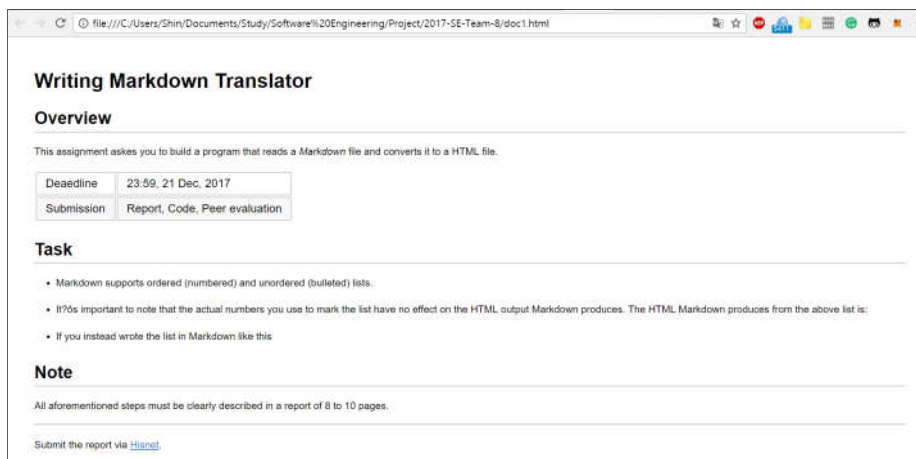 file:///C:/Users/Shin/Documents/Study/Software%20Engineering/Project/2017-SE-Team-8/doc1.html
Writing Markdown Translator
Overview
This assignment askes you to build a program that reads a Markdown file and converts it to a HTML file.
Deaedline 23:59, 21 Dec, 2017
Submission Report, Code, Peer evaluation
Task
• Markdown supports ordered (numbered) and unordered (bulleted) lists.
• It?ôs important to note that the actual numbers you use to mark the list have no effect on the HTML output Markdown produces. The HTML Markdown produces from the above list is:
• If you instead wrote the list in Markdown like this
Note
All aforementioned steps must be clearly described in a report of 8 to 10 pages.
Submit the report via Hisnet.